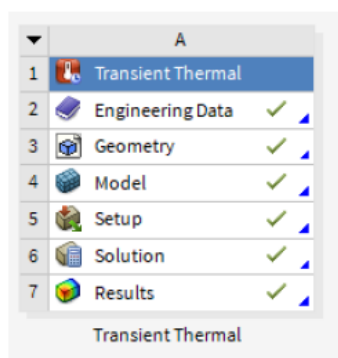 A
1 Transient Thermal
2 Engineering Data
3 Geometry
4 Model
5 Setup
6 Solution
7 Results
Transient Thermal